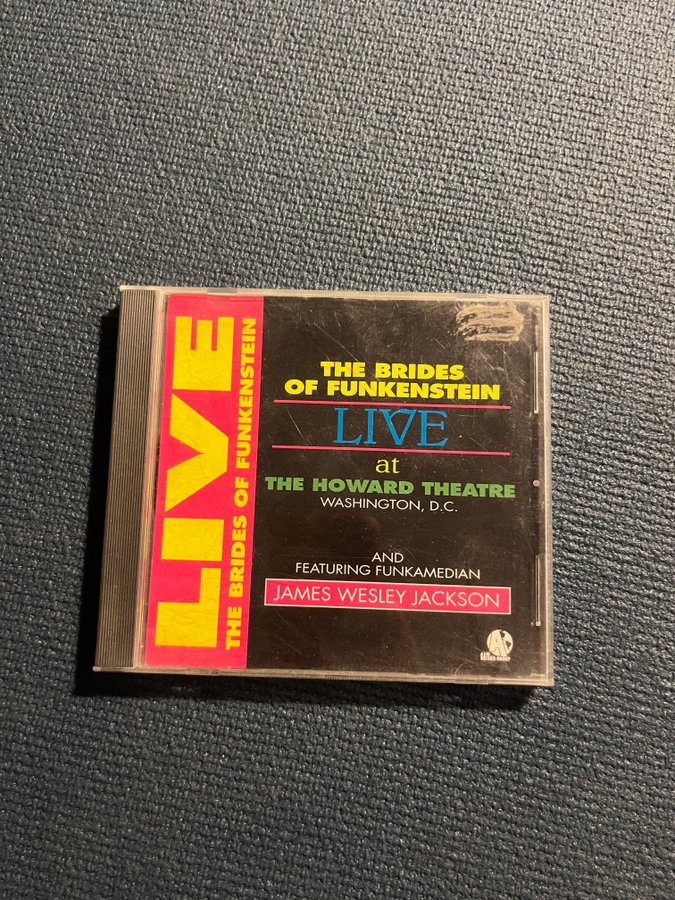 LIVE
THE BRIDES OF FUNKENSTEIN
THE BRIDES
OF FUNKENSTEIN
LIVE
at
THE HOWARD THEATRE
WASHINGTON, D.C.
AND
FEATURING FUNKAMEDIAN
JAMES WESLEY JACKSON